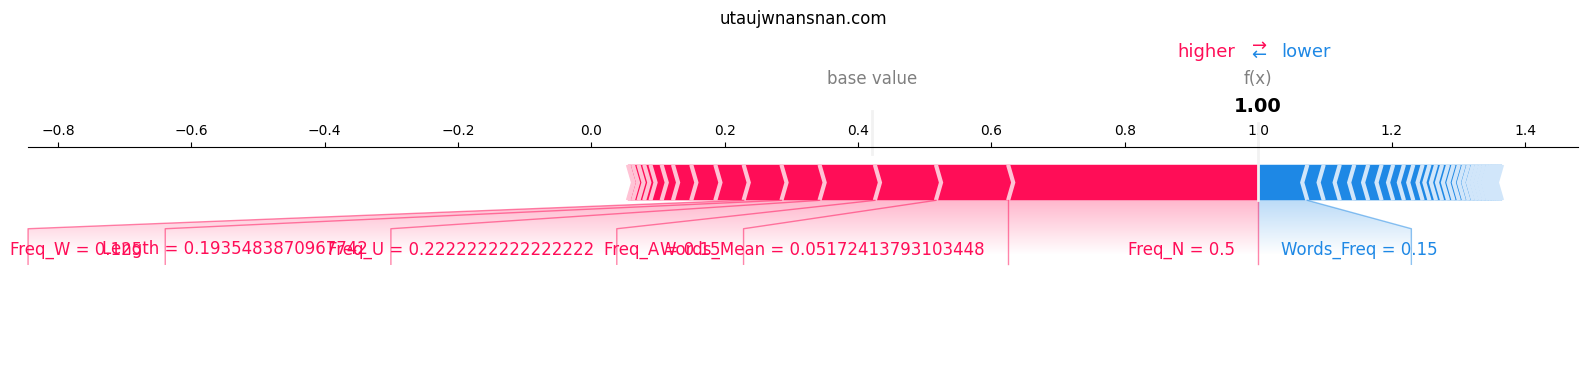 utaujwnansnan.com
higher ⇄ lower
base value f(x)
1.00
−0.8 −0.6 −0.4 −0.2 0.0 0.2 0.4 0.6 0.8 1.0 1.2 1.4
Freq_W = 0.125 Length = 0.1935483870967742 Freq_U = 0.2222222222222222 Freq_A = 0.15 Words_Mean = 0.05172413793103448 Freq_N = 0.5 Words_Freq = 0.15